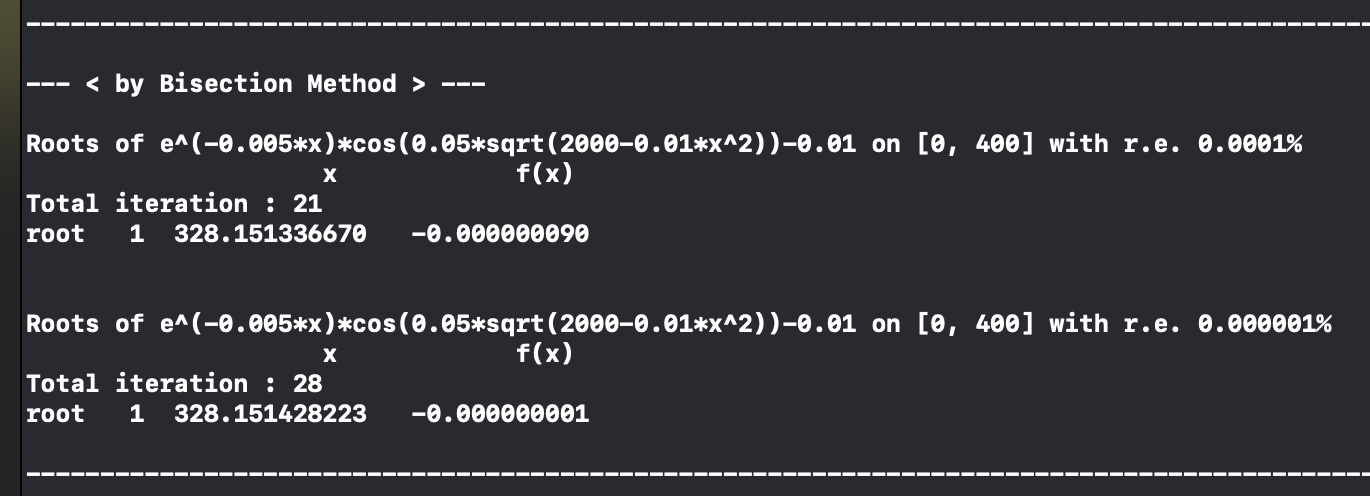 --- < by Bisection Method > ---
Roots of e^(-0.005*x)*cos(0.05*sqrt(2000-0.01*x^2))-0.01 on [0, 400] with r.e. 0.0001%
x f(x)
Total iteration : 21
root 1 328.151336670 -0.000000090
Roots of e^(-0.005*x)*cos(0.05*sqrt(2000-0.01*x^2))-0.01 on [0, 400] with r.e. 0.000001%
x f(x)
Total iteration : 28
root 1 328.151428223 -0.000000001